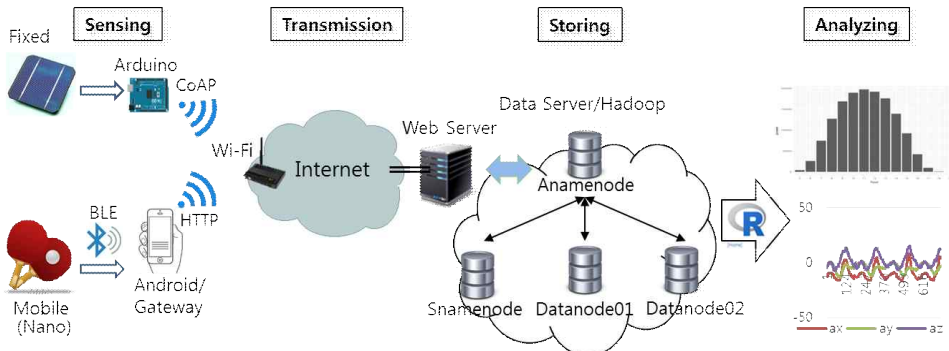 Sensing
Transmission
Storing
Analyzing
Fixed
Arduino
CoAP
Data Server/Hadoop
Web Server
Wi-Fi
Internet
Anamenode
BLE
HTTP
R
Mobile
(Nano)
Android/
Gateway
Snamenode
Datanode01
Datanode02
50
0
-50
ax
ay
az